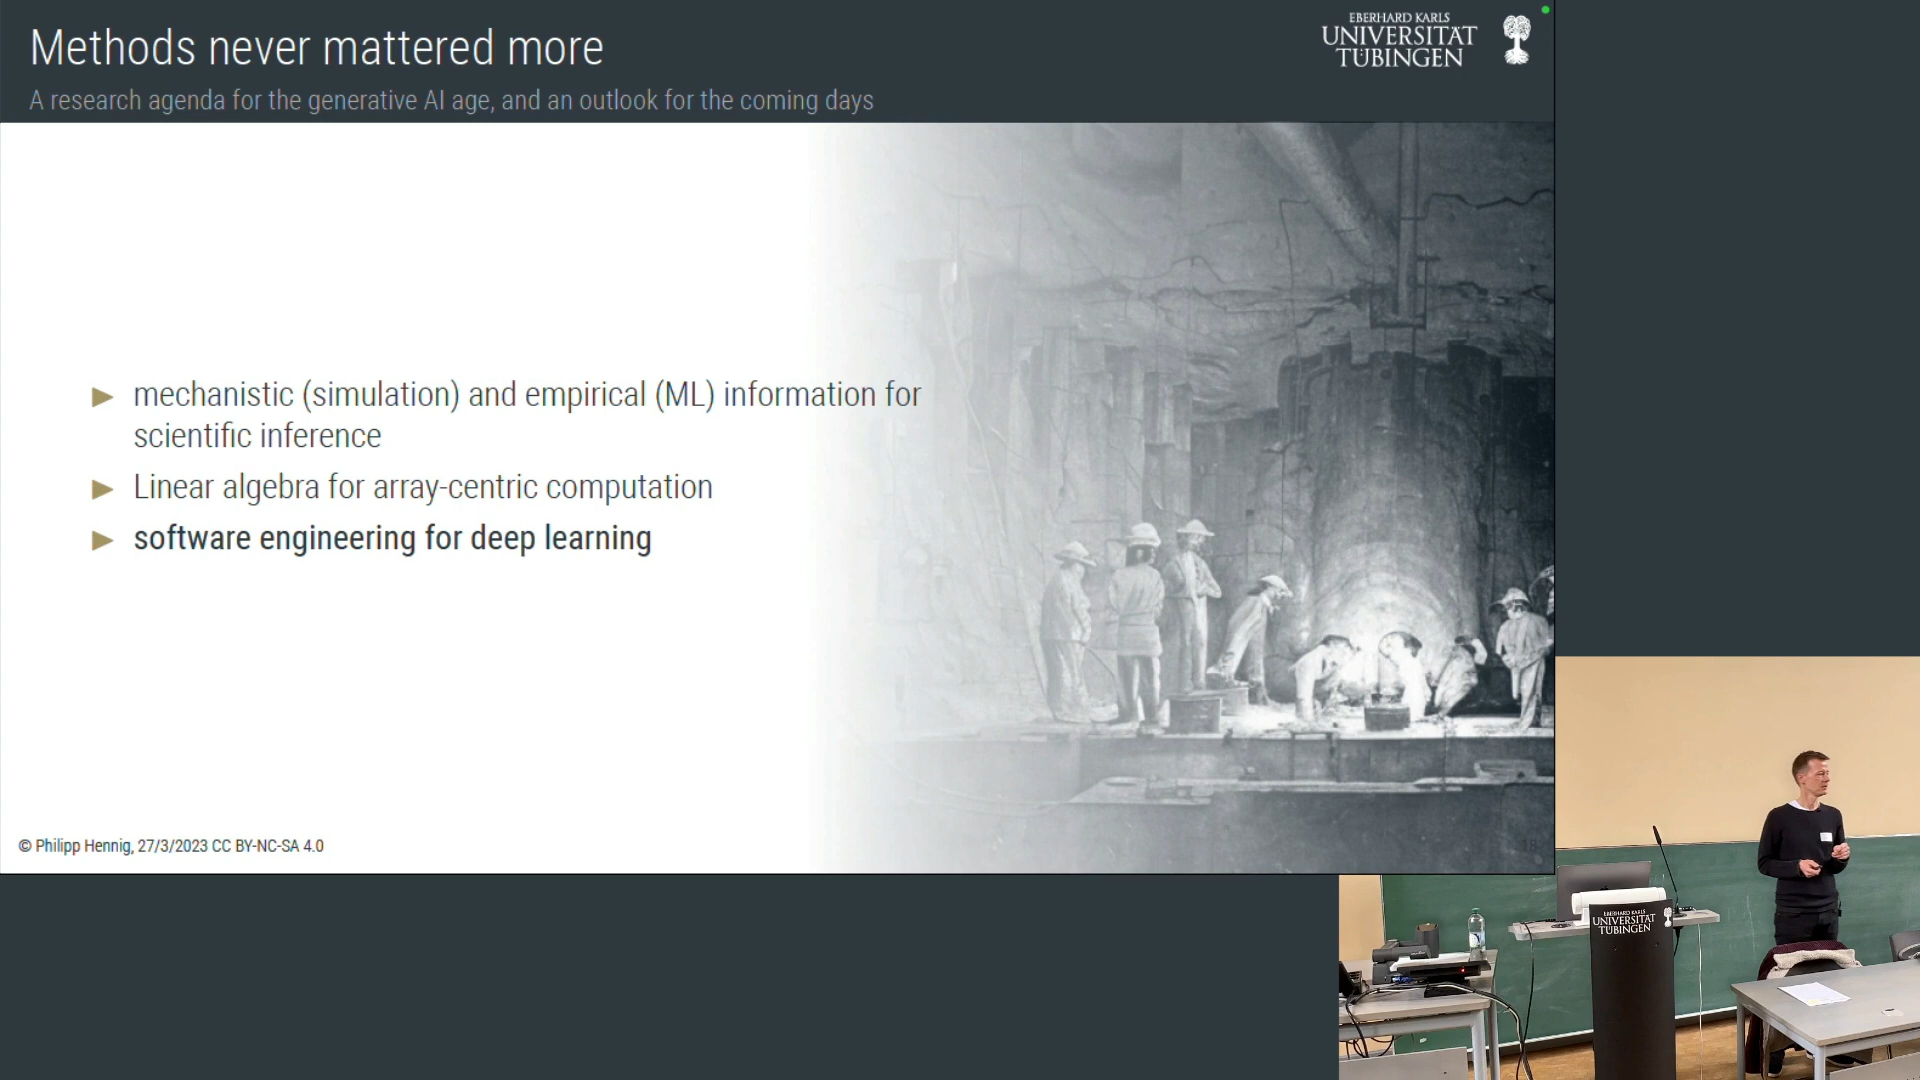 Methods never mattered more
A research agenda for the generative AI age, and an outlook for the coming days
EBERHARD KARLS
UNIVERSITÄT
TÜBINGEN
mechanistic (simulation) and empirical (ML) information for
scientific inference
Linear algebra for array-centric computation
software engineering for deep learning
© Philipp Hennig, 27/3/2023 CC BY-NC-SA 4.0
18
EBERHARD KARLS
UNIVERSITÄT
TÜBINGEN